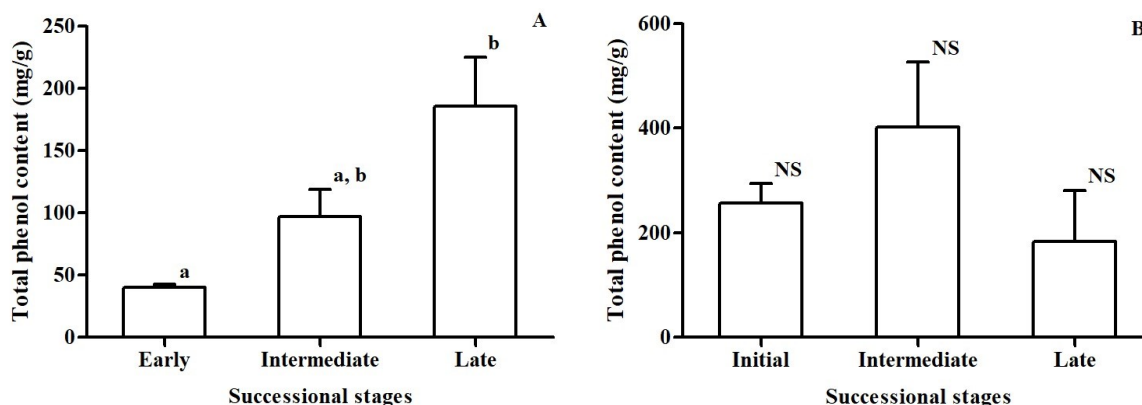 A
Total phenol content (mg/g)
250
200
150
100
50
0
a
a, b
b
Early Intermediate Late
Successional stages
B
Total phenol content (mg/g)
600
400
200
0
NS
NS
NS
Initial Intermediate Late
Successional stages